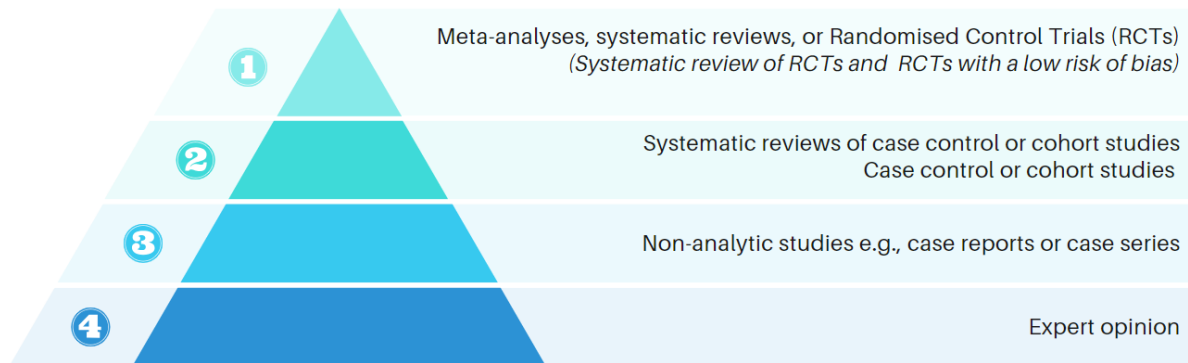 1
Meta-analyses, systematic reviews, or Randomised Control Trials (RCTs)
(Systematic review of RCTs and RCTs with a low risk of bias)
2
Systematic reviews of case control or cohort studies
Case control or cohort studies
3
Non-analytic studies e.g., case reports or case series
4
Expert opinion